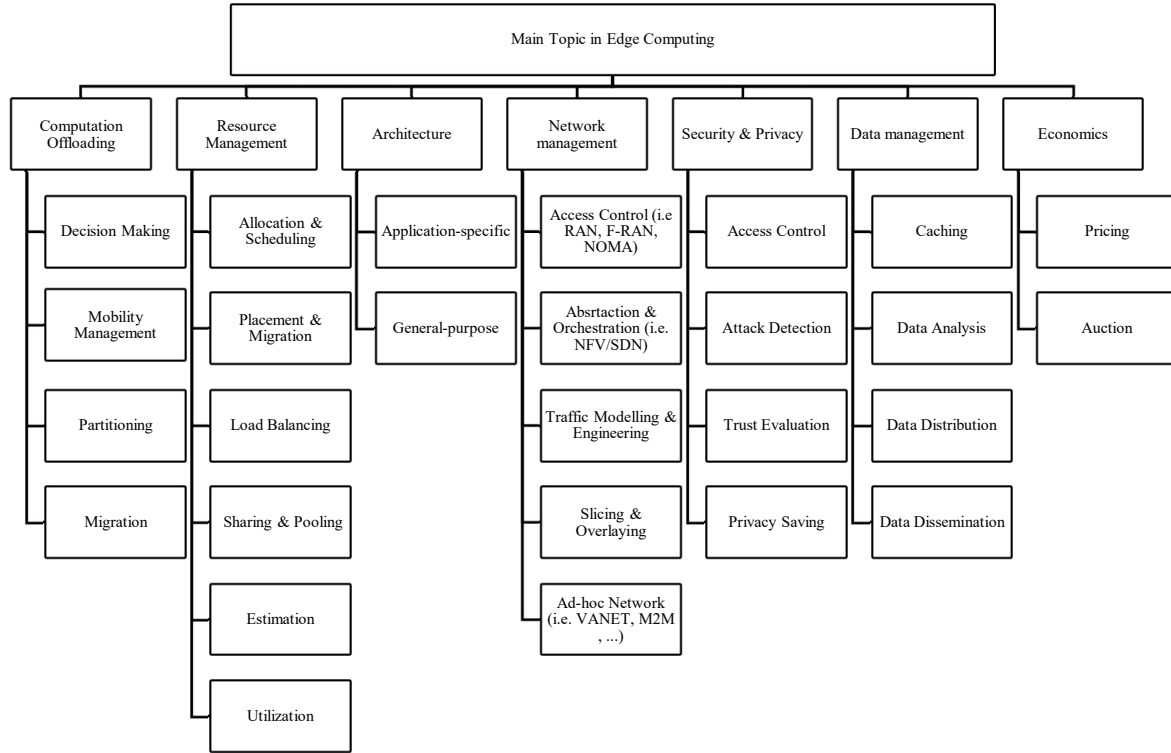 Main Topic in Edge Computing
Computation
Offloading
Resource
Management
Architecture
Network
management
Security & Privacy
Data management
Economics
Decision Making
Mobility
Management
Partitioning
Migration
Allocation &
Scheduling
Placement &
Migration
Load Balancing
Sharing & Pooling
Estimation
Utilization
Application-specific
General-purpose
Access Control (i.e
RAN, F-RAN,
NOMA)
Absrtaction &
Orchestration (i.e.
NFV/SDN)
Traffic Modelling &
Engineering
Slicing &
Overlaying
Ad-hoc Network
(i.e. VANET, M2M
, ...)
Access Control
Attack Detection
Trust Evaluation
Privacy Saving
Caching
Data Analysis
Data Distribution
Data Dissemination
Pricing
Auction